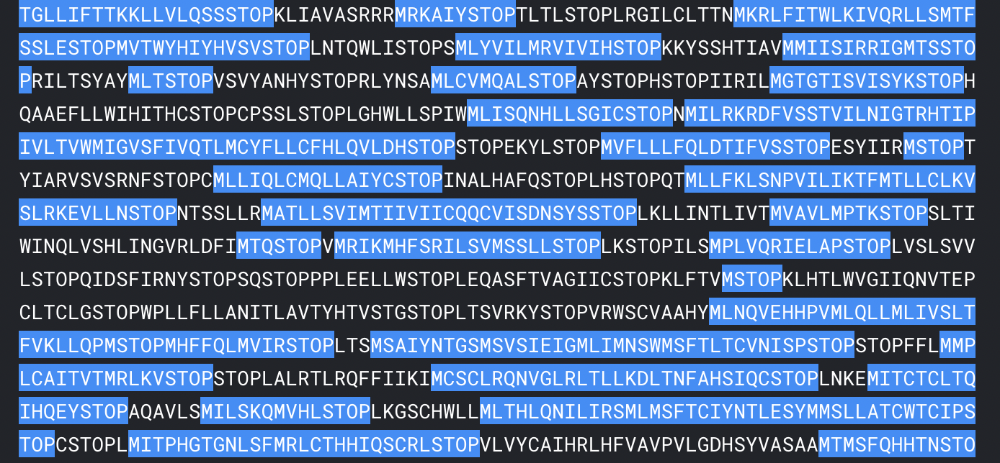 TGLLIFTTKKLLVLQSSSTOPKLIAVASRRRMRKAIYSTOPTLTLSTOPLRGILCLTTNMKRLFITWLKIVQRLLSMTF
SSLESTOPMVTWYHIYHVSVSTOPLNTQWLISTOPSMLYVILMRVIVIHSTOPKKYSSHTIAVMMIISIRRIGMTSSTO
PRILTSYAYMLTSTOPVSVYANHYSTOPRLYNSAMLCVMQALSTOPAYSTOPHSTOPIIRILMGTGTISVISYKSTOPH
QAAEFLLWIHITHCSTOPCPSSLSTOPLGHWLLSPIWMLISQNHLLSGICSTOPNMILRKRDFVSSTVILNIGTRHTIP
IVLTVWMIGVSFIVQTLMCYFLLCFHLQVLDHSTOPSTOPEKYLSTOPMVFLLLFQLDTIFVSSTOPESYIIRMSTOPT
YIARVSVSRNFSTOPCMLLIQLCMQLLAIYCSTOPINALHAFQSTOPLHSTOPQTMLLFKLSNPVILIKTFMTLLCLKV
SLRKEVLLNSTOPNTSSLLRMATLLSVIMTIIVIICQQCVISDNSYSSTOPLKLLINTLIVTMVAVLMPTKSTOPSLTI
WINQLVSHLINGVRLDFIMTQSTOPVMRIKMHFSRILSVMSSLLSTOPLKSTOPILSMPLVQRIELAPSTOPLVSLSVV
LSTOPQIDSFIRNYSTOPSQSTOPPPLEELLWSTOPLEQASFTVAGIICSTOPKLFTVMSTOPKLHTLWVGIIQNVTEP
CLTCLGSTOPWPLLFLLANITLAVTYHTVSTGSTOPLTSVRKYSTOPVRWSCVAAHYMLNQVEHHPVMLQLLMLIVSLT
FVKLLQPMSTOPMHFFQLMVIRSTOPLTSMSAIYNTGSMSVSIEIGMLIMNSWMSFTLTCVNISPSTOPSTOPFFLMMP
LCAITVTMRLKVSTOPSTOPLALRTLRQFFIIKIMCSCLRQNVGLRLTLLKDLTNFAHSIQCSTOPLNKEMITCTCLTQ
IHQEYSTOPAQAVLSMILSKQMVHLSTOPLKGSCHWLLMLTHLQNILIRSMLMSFTCIYNTLESYMMSLLATCWTCIPS
TOPCSTOPLMITPHGTGNLSFMRLCTHHIQSCRLSTOPVLVYCAIHRLHFVAVPVLGDHSYVASAAMTMSFQHHTNSTO